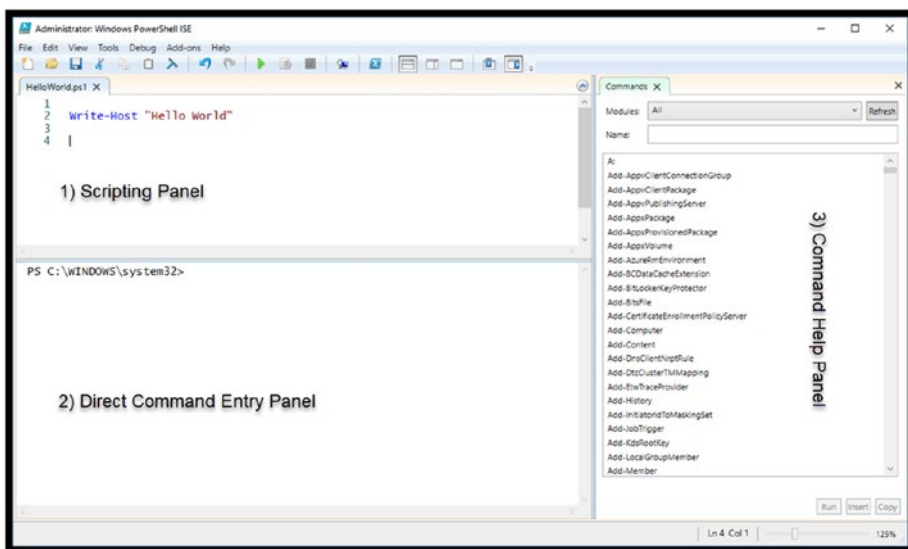 Administrator: Windows PowerShell ISE
File Edit View Tools Debug Add-ons Help
HelloWorld.ps1 X
1
2 Write-Host "Hello World"
3
4
1) Scripting Panel
PS C:\WINDOWS\system32>
2) Direct Command Entry Panel
Commands X
Modules: All Refresh
Name:
A:
Add-AppvClientConnectionGroup
Add-AppvClientPackage
Add-AppvPublishingServer
Add-AppxPackage
Add-AppxProvisionedPackage
Add-AppxVolume
Add-AzureRmEnvironment
Add-BCDataCacheExtension
Add-BitLockerKeyProtector
Add-BitsFile
Add-CertificateEnrollmentPolicyServer
Add-Computer
Add-Content
Add-DnsClientNrptRule
Add-DtcClusterTMMapping
Add-EtwTraceProvider
Add-History
Add-InitiatorIdToMaskingSet
Add-JobTrigger
Add-KdsRootKey
Add-LocalGroupMember
Add-Member
3) Command Help Panel
Run Insert Copy
Ln 4 Col 1 125%